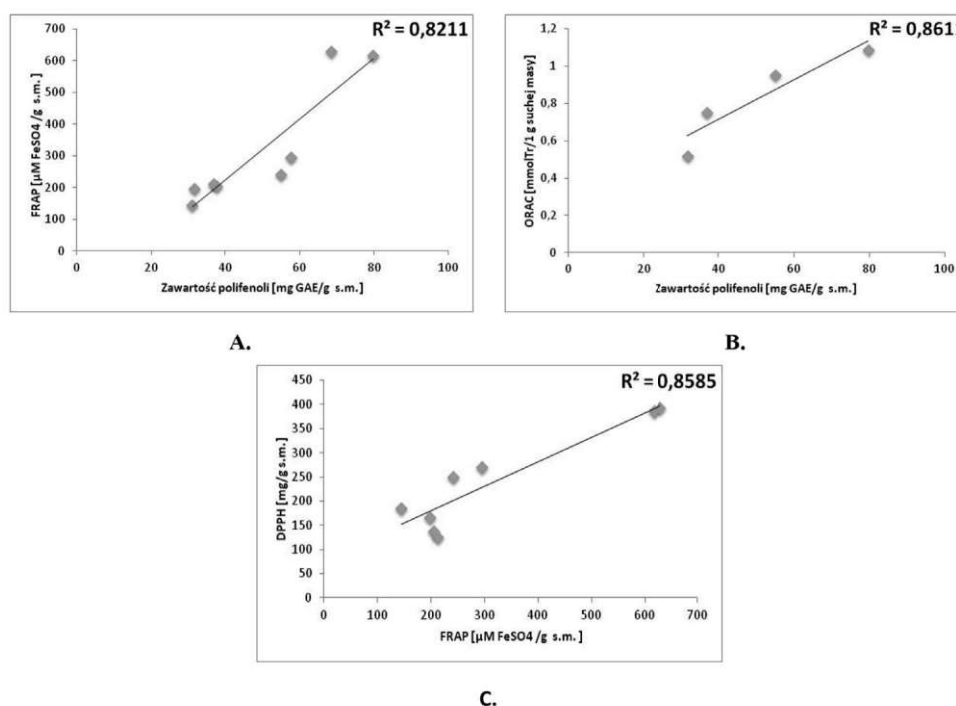 R² = 0,8211
700
600
500
400
300
200
100
0
FRAP [µM FeSO4 /g s.m.]
0 20 40 60 80 100
Zawartość polifenoli [mg GAE/g s.m.]
A.
R² = 0,861
1,2
1
0,8
0,6
0,4
0,2
0
ORAC [mmolTr/1 g suchej masy]
0 20 40 60 80 100
Zawartość polifenoli [mg GAE/g s.m.]
B.
R² = 0,8585
450
400
350
300
250
200
150
100
50
0
DPPH [mg/g s.m.]
0 100 200 300 400 500 600 700
FRAP [µM FeSO4 /g s.m. ]
C.